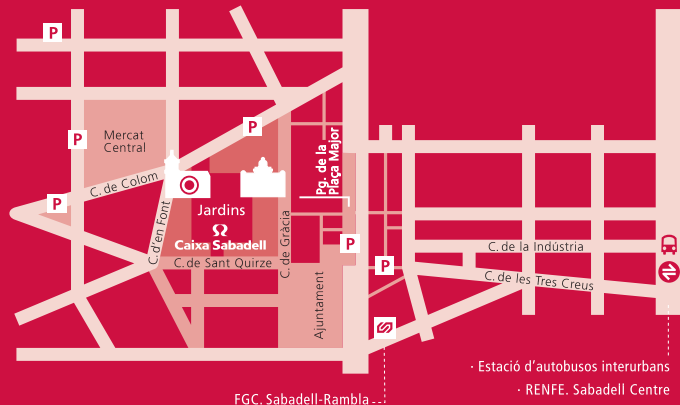 P
P
P
P
Mercat
Central
Pg. de la
Plaça Major
C. de Colom
C. d'en Font
Jardins
Caixa Sabadell
C. de Gràcia
C. de Sant Quirze
P
P
C. de la Indústria
C. de les Tres Creus
Ajuntament
· Estació d'autobusos interurbans
· RENFE. Sabadell Centre
FGC. Sabadell-Rambla